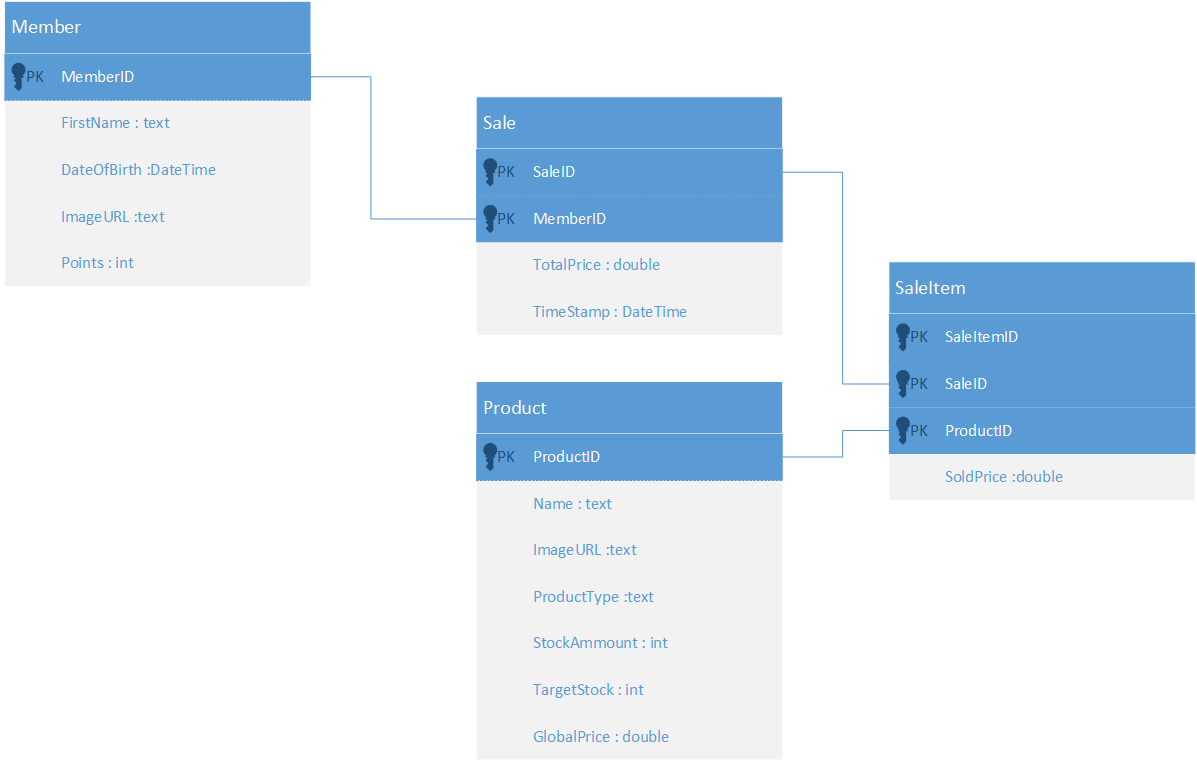 Member
PK MemberID
FirstName : text
DateOfBirth :DateTime
ImageURL :text
Points : int
Sale
PK SaleID
PK MemberID
TotalPrice : double
TimeStamp : DateTime
Product
PK ProductID
Name : text
ImageURL :text
ProductType :text
StockAmmount : int
TargetStock : int
GlobalPrice : double
SaleItem
PK SaleItemID
PK SaleID
PK ProductID
SoldPrice :double